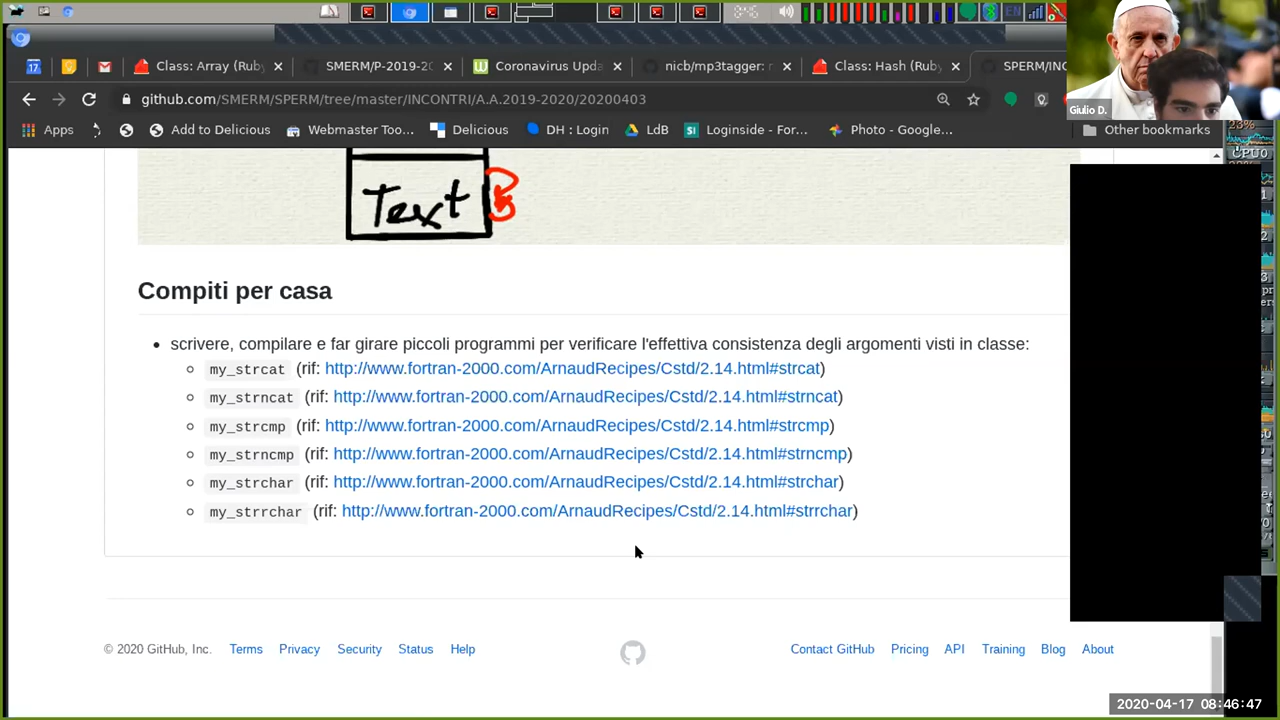 EN
17
Class: Array (Ruby
SMERM/P-2019-20
Coronavirus Upda
nicb/mp3tagger: r
Class: Hash (Ruby
SPERM/INC
github.com/SMERM/SPERM/tree/master/INCONTRI/A.A.2019-2020/20200403
Giulio D.
Apps
Add to Delicious
Webmaster Too...
Delicious
DH : Login
LdB
Loginside - For...
Photo - Google...
Other bookmarks
23%
CPU0
Text
Compiti per casa
scrivere, compilare e far girare piccoli programmi per verificare l'effettiva consistenza degli argomenti visti in classe:
my_strcat (rif: http://www.fortran-2000.com/ArnaudRecipes/Cstd/2.14.html#strcat)
my_strncat (rif: http://www.fortran-2000.com/ArnaudRecipes/Cstd/2.14.html#strncat)
my_strcmp (rif: http://www.fortran-2000.com/ArnaudRecipes/Cstd/2.14.html#strcmp)
my_strncmp (rif: http://www.fortran-2000.com/ArnaudRecipes/Cstd/2.14.html#strncmp)
my_strchar (rif: http://www.fortran-2000.com/ArnaudRecipes/Cstd/2.14.html#strchar)
my_strrchar (rif: http://www.fortran-2000.com/ArnaudRecipes/Cstd/2.14.html#strrchar)
© 2020 GitHub, Inc. Terms Privacy Security Status Help
Contact GitHub Pricing API Training Blog About
2020-04-17 08:46:47